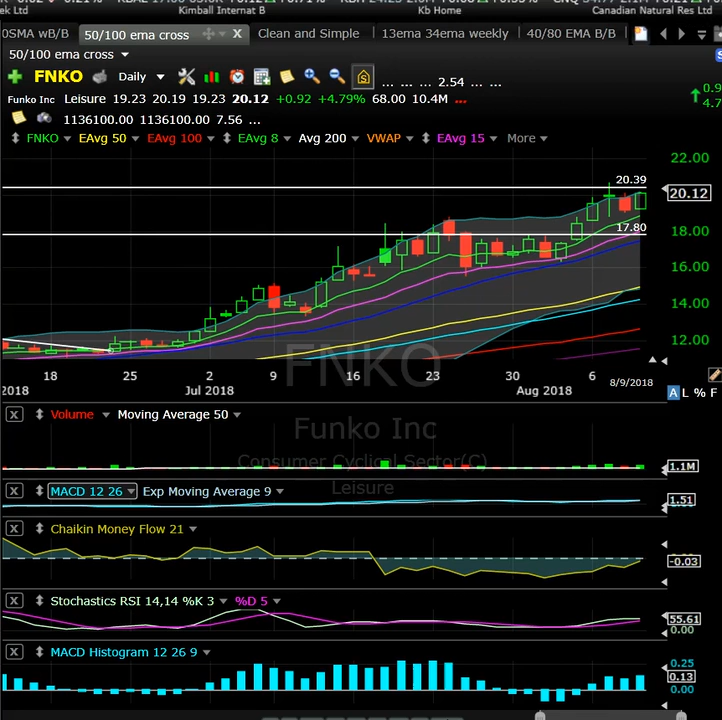 Kimball Internat B Kb Home Canadian Natural Res Ltd
0SMA wB/B 50/100 ema cross X Clean and Simple 13ema 34ema weekly 40/80 EMA B/B
50/100 ema cross
FNKO Daily ... ... 2.54 ... ...
Funko Inc Leisure 19.23 20.19 19.23 20.12 +0.92 +4.79% 68.00 10.4M ...
1136100.00 1136100.00 7.56 ...
FNKO EAvg 50 EAvg 100 EAvg 8 Avg 200 VWAP EAvg 15 More
22.00
20.39
20.12
17.80
18.00
16.00
14.00
12.00
FNKO
2018 18 25 Jul 2018 9 16 23 30 Aug 2018 6 8/9/2018
A L % F
X Volume Moving Average 50
Funko Inc
Consumer Cyclical Sector(C)
1.1M
Leisure
X MACD 12 26 Exp Moving Average 9
1.51
X Chaikin Money Flow 21
-0.03
X Stochastics RSI 14,14 %K 3 %D 5
55.61
0.00
X MACD Histogram 12 26 9
0.25
0.13
0.00